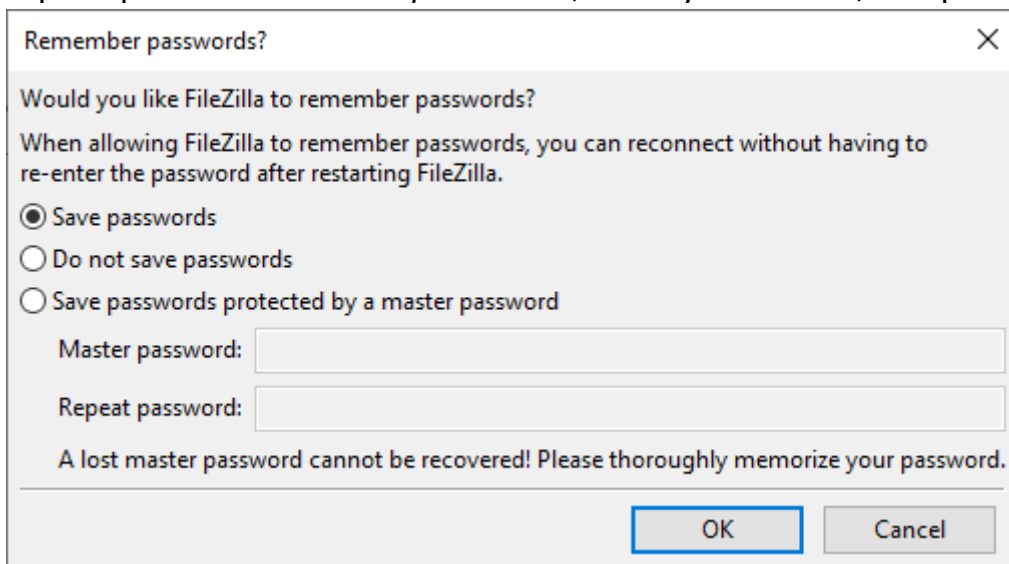 Remember passwords?
Would you like FileZilla to remember passwords?
When allowing FileZilla to remember passwords, you can reconnect without having to
re-enter the password after restarting FileZilla.
Save passwords
Do not save passwords
Save passwords protected by a master password
Master password:
Repeat password:
A lost master password cannot be recovered! Please thoroughly memorize your password.
OK Cancel